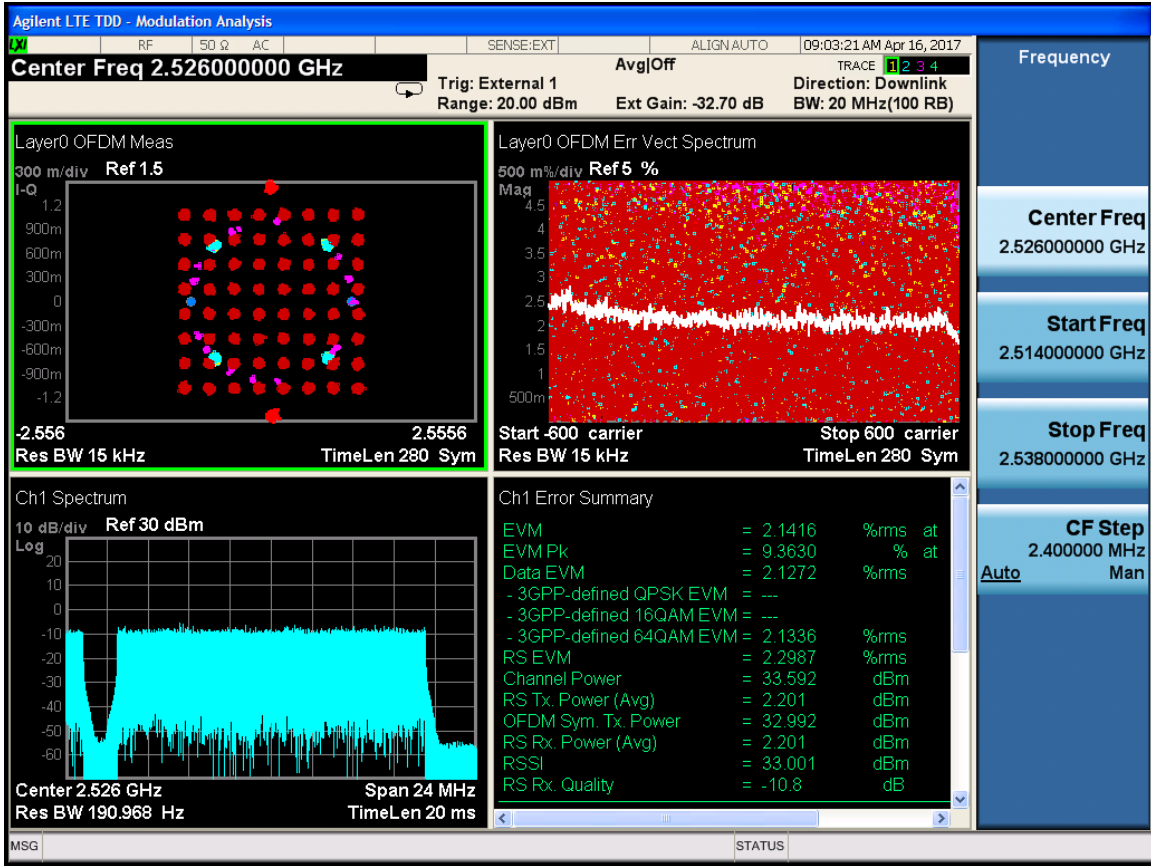 Agilent LTE TDD - Modulation Analysis
LXI RF 50 Ω AC SENSE:EXT ALIGN AUTO 09:03:21 AM Apr 16, 2017
Center Freq 2.526000000 GHz
Avg|Off
TRACE 1 2 3 4
Trig: External 1
Direction: Downlink
Range: 20.00 dBm Ext Gain: -32.70 dB BW: 20 MHz(100 RB)
Layer0 OFDM Meas
300 m/div Ref 1.5
I-Q
1.2
900m
600m
300m
0
-300m
-600m
-900m
-1.2
-2.556 2.5556
Res BW 15 kHz TimeLen 280 Sym
Layer0 OFDM Err Vect Spectrum
500 m%/div Ref 5 %
Mag
4.5
4
3.5
3
2.5
2
1.5
1
500m
Start -600 carrier Stop 600 carrier
Res BW 15 kHz TimeLen 280 Sym
Ch1 Spectrum
10 dB/div Ref 30 dBm
Log
20
10
0
-10
-20
-30
-40
-50
-60
Center 2.526 GHz Span 24 MHz
Res BW 190.968 Hz TimeLen 20 ms
Ch1 Error Summary
EVM = 2.1416 %rms at
EVM Pk = 9.3630 % at
Data EVM = 2.1272 %rms
- 3GPP-defined QPSK EVM = ---
- 3GPP-defined 16QAM EVM = ---
- 3GPP-defined 64QAM EVM = 2.1336 %rms
RS EVM = 2.2987 %rms
Channel Power = 33.592 dBm
RS Tx. Power (Avg) = 2.201 dBm
OFDM Sym. Tx. Power = 32.992 dBm
RS Rx. Power (Avg) = 2.201 dBm
RSSI = 33.001 dBm
RS Rx. Quality = -10.8 dB
Frequency
Center Freq
2.526000000 GHz
Start Freq
2.514000000 GHz
Stop Freq
2.538000000 GHz
CF Step
2.400000 MHz
Auto Man
MSG STATUS